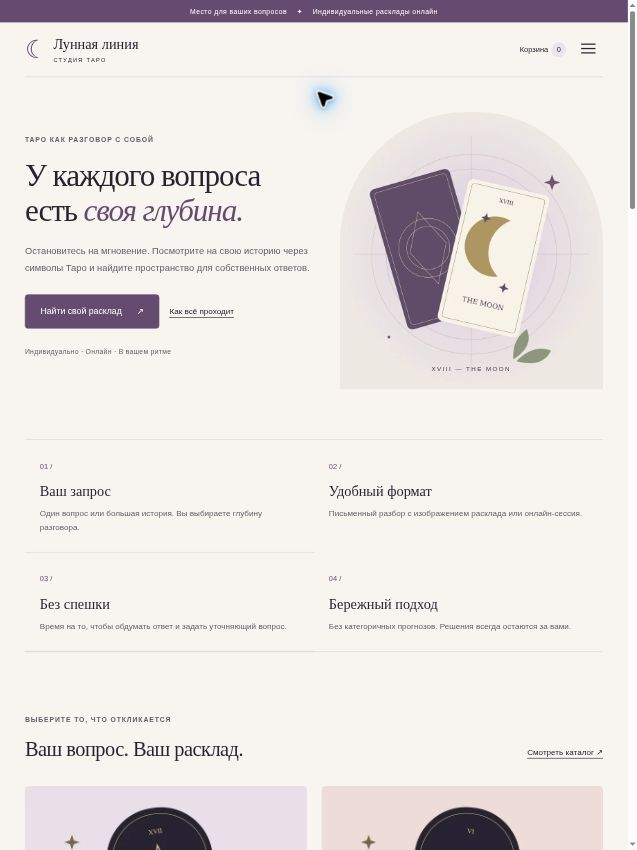 Место для ваших вопросов ✦ Индивидуальные расклады онлайн
Лунная линия
СТУДИЯ ТАРО
Корзина 0
ТАРО КАК РАЗГОВОР С СОБОЙ
У каждого вопроса
есть своя глубина.
Остановитесь на мгновение. Посмотрите на свою историю через
символы Таро и найдите пространство для собственных ответов.
Найти свой расклад ↗
Как всё проходит
Индивидуально · Онлайн · В вашем ритме
XVIII
THE MOON
XVIII — THE MOON
01 /
Ваш запрос
Один вопрос или большая история. Вы выбираете глубину
разговора.
02 /
Удобный формат
Письменный разбор с изображением расклада или онлайн-сессия.
03 /
Без спешки
Время на то, чтобы обдумать ответ и задать уточняющий вопрос.
04 /
Бережный подход
Без категоричных прогнозов. Решения всегда остаются за вами.
ВЫБЕРИТЕ ТО, ЧТО ОТКЛИКАЕТСЯ
Ваш вопрос. Ваш расклад.
Смотреть каталог ↗
XVII
VI